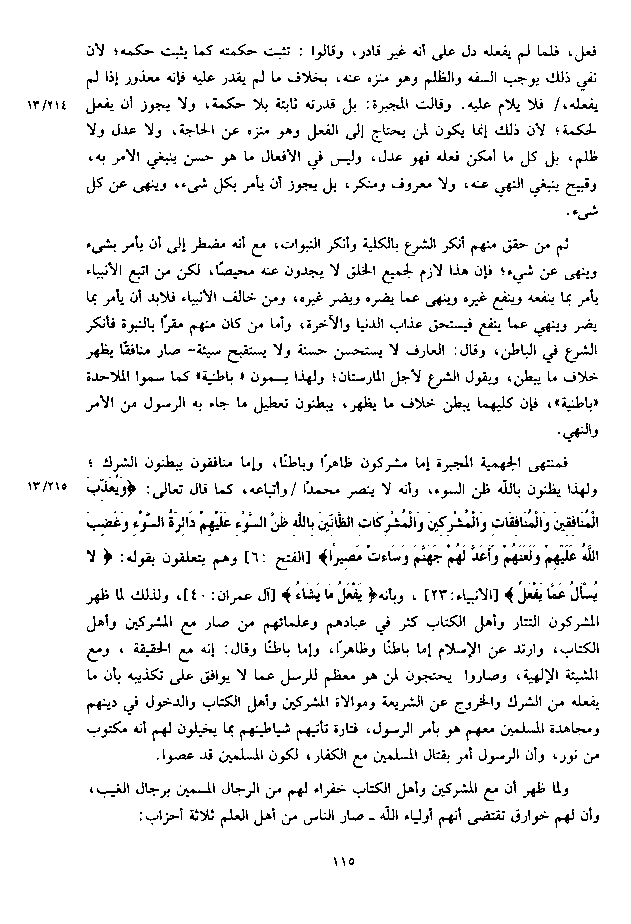 فعل، فلما لم يفعله دل على أنه غير قادر، وقالوا : تثبت حكمته كما يثبت حكمه؛ لأن
نفي ذلك يوجب السفه والظلم وهو منزه عنه، بخلاف ما لم يقدر عليه فإنه معذور إذا لم
١٣/٢١٤ يفعله،/ فلا يلام عليه. وقالت المجبرة: بل قدرته ثابتة بلا حكمة، ولا يجوز أن يفعل
لحكمة؛ لأن ذلك إنما يكون لمن يحتاج إلى الفعل وهو منزه عن الحاجة، ولا عدل ولا
ظلم، بل كل ما أمكن فعله فهو عدل، وليس في الأفعال ما هو حسن ينبغي الأمر به،
وقبيح ينبغي النهي عنه، ولا معروف ومنكر، بل يجوز أن يأمر بكل شيء، وينهى عن كل
شيء.
ثم من حقق منهم أنكر الشرع بالكلية وأنكر النبوات، مع أنه مضطر إلى أن يأمر بشيء
وينهى عن شيء؛ فإن هذا لازم لجميع الخلق لا يجدون عنه محيصًا، لكن من اتبع الأنبياء
يأمر بما ينفعه وينفع غيره وينهى عما يضره ويضر غيره، ومن خالف الأنبياء فلابد أن يأمر بما
يضر وينهي عما ينفع فيستحق عذاب الدنيا والآخرة، وأما من كان منهم مقرًا بالنبوة فأنكر
الشرع في الباطن، وقال: العارف لا يستحسن حسنة ولا يستقبح سيئة– صار منافقًا يظهر
خلاف ما يبطن، ويقول الشرع لأجل المارستان؛ ولهذا يسمون « باطنية» كما سموا الملاحدة
«باطنية»، فإن كليهما يبطن خلاف ما يظهر، يبطنون تعطيل ما جاء به الرسول من الأمر
والنهي.
فمنتهى الجهمية المجبرة إما مشركون ظاهرًا وباطنًا، وإما منافقون يبطنون الشرك ؛
١٣/٢١٥ ولهذا يظنون بالله ظن السوء، وأنه لا ينصر محمدًا /وأتباعه، كما قال تعالى: ﴿وَيُعَذِّبَ
الْمُنَافِقِينَ وَالْمُنَافِقَاتِ وَالْمُشْرِكِينَ وَالْمُشْرِكَاتِ الظَّانِّينَ بِاللَّهِ ظَنَّ السَّوْءِ عَلَيْهِمْ دَائِرَةُ السَّوْءِ وَغَضِبَ
اللَّهُ عَلَيْهِمْ وَلَعَنَهُمْ وَأَعَدَّ لَهُمْ جَهَنَّمَ وَسَاءَتْ مَصِيرًا﴾ [الفتح :٦] وهم يتعلقون بقوله: ﴿ لا
يُسْأَلُ عَمَّا يَفْعَلُ ﴾ [الأنبياء:٢٣] ، وبأنه﴿ يَفْعَلُ مَا يَشَاءُ ﴾ [آل عمران: ٤٠]، ولذلك لما ظهر
المشركون التتار وأهل الكتاب كثر في عبادهم وعلمائهم من صار مع المشركين وأهل
الكتاب، وارتد عن الإسلام إما باطنًا وظاهرًا، وإما باطنًا وقال: إنه مع الحقيقة ، ومع
المشيئة الإلهية، وصاروا يحتجون لمن هو معظم للرسل عما لا يوافق على تكذيبه بأن ما
يفعله من الشرك والخروج عن الشريعة وموالاة المشركين وأهل الكتاب والدخول في دينهم
ومجاهدة المسلمين معهم هو بأمر الرسول، فتارة تأتيهم شياطينهم بما يخيلون لهم أنه مكتوب
من نور، وأن الرسول أمر بقتال المسلمين مع الكفار، لكون المسلمين قد عصوا.
ولما ظهر أن مع المشركين وأهل الكتاب خفراء لهم من الرجال المسمين برجال الغيب،
وأن لهم خوارق تقتضى أنهم أولياء الله ــ صار الناس من أهل العلم ثلاثة أحزاب:
١١٥